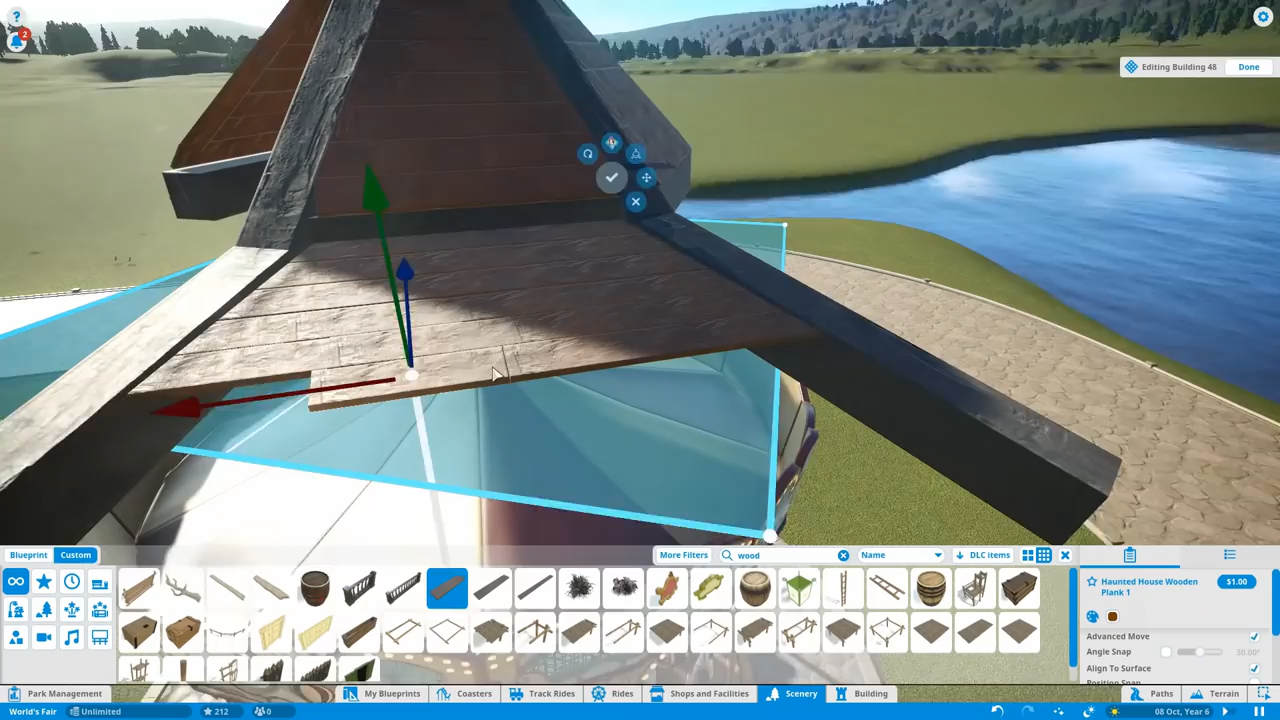 ?
2
Editing Building 48
Done
Blueprint
Custom
More Filters
wood
Name
DLC items
Haunted House Wooden
Plank 1
$1.00
Advanced Move
Angle Snap
30.00°
Align To Surface
Park Management
My Blueprints
Coasters
Track Rides
Rides
Shops and Facilities
Scenery
Building
Paths
Terrain
World's Fair
Unlimited
212
0
08 Oct, Year 6